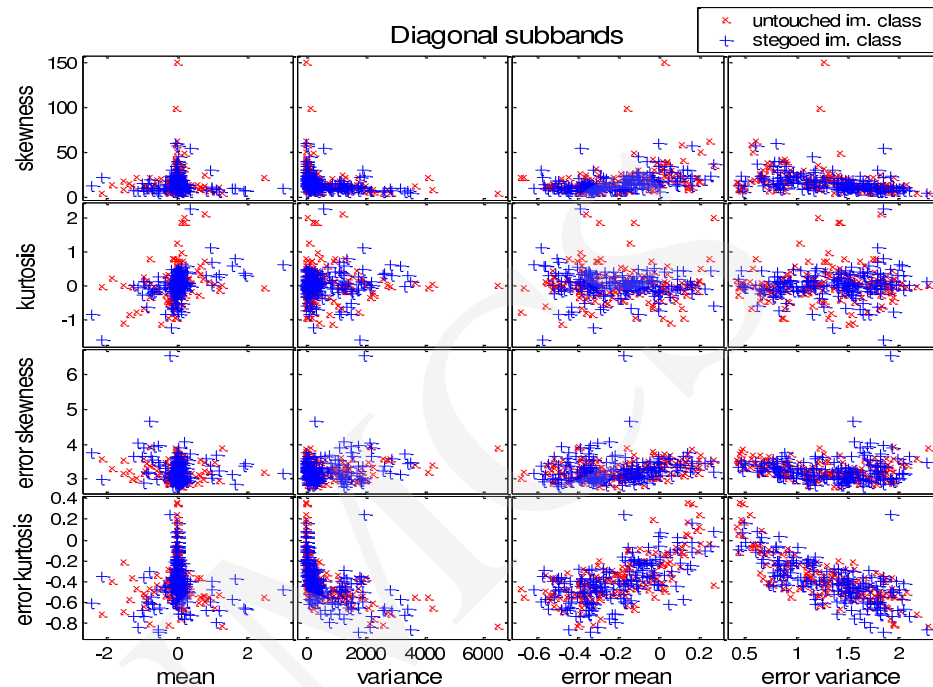 untouched im. class
stegoed im. class
Diagonal subbands
skewness
150
100
50
0
kurtosis
2
1
0
-1
error skewness
6
5
4
3
error kurtosis
0.4
0.2
0
-0.2
-0.4
-0.6
-0.8
-2 0 2
0 2000 4000 6000
-0.6 -0.4 -0.2 0 0.2
0.5 1 1.5 2
mean variance error mean error variance
MCS